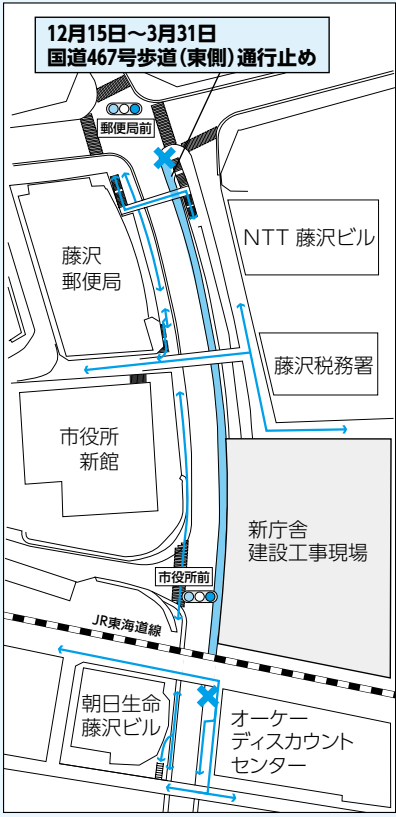 12月15日〜3月31日
国道467号歩道(東側)通行止め
郵便局前
藤沢
郵便局
NTT 藤沢ビル
藤沢税務署
市役所
新館
新庁舎
建設工事現場
市役所前
JR東海道線
朝日生命
藤沢ビル
オーケー
ディスカウント
センター